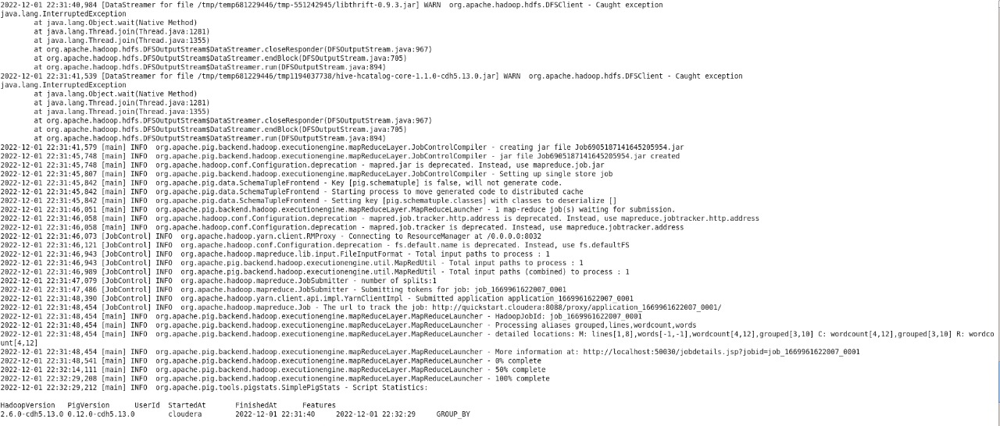 2022-12-01 22:31:40,984 [DataStreamer for file /tmp/temp681229446/tmp-551242945/libthrift-0.9.3.jar] WARN  org.apache.hadoop.hdfs.DFSClient - Caught exception
java.lang.InterruptedException
        at java.lang.Object.wait(Native Method)
        at java.lang.Thread.join(Thread.java:1281)
        at java.lang.Thread.join(Thread.java:1355)
        at org.apache.hadoop.hdfs.DFSOutputStream$DataStreamer.closeResponder(DFSOutputStream.java:967)
        at org.apache.hadoop.hdfs.DFSOutputStream$DataStreamer.endBlock(DFSOutputStream.java:705)
        at org.apache.hadoop.hdfs.DFSOutputStream$DataStreamer.run(DFSOutputStream.java:894)
2022-12-01 22:31:41,539 [DataStreamer for file /tmp/temp681229446/tmp1194037738/hive-hcatalog-core-1.1.0-cdh5.13.0.jar] WARN  org.apache.hadoop.hdfs.DFSClient - Caught exception
java.lang.InterruptedException
        at java.lang.Object.wait(Native Method)
        at java.lang.Thread.join(Thread.java:1281)
        at java.lang.Thread.join(Thread.java:1355)
        at org.apache.hadoop.hdfs.DFSOutputStream$DataStreamer.closeResponder(DFSOutputStream.java:967)
        at org.apache.hadoop.hdfs.DFSOutputStream$DataStreamer.endBlock(DFSOutputStream.java:705)
        at org.apache.hadoop.hdfs.DFSOutputStream$DataStreamer.run(DFSOutputStream.java:894)
2022-12-01 22:31:41,579 [main] INFO  org.apache.pig.backend.hadoop.executionengine.mapReduceLayer.JobControlCompiler - creating jar file Job6905187141645205954.jar
2022-12-01 22:31:45,748 [main] INFO  org.apache.pig.backend.hadoop.executionengine.mapReduceLayer.JobControlCompiler - jar file Job6905187141645205954.jar created
2022-12-01 22:31:45,748 [main] INFO  org.apache.hadoop.conf.Configuration.deprecation - mapred.jar is deprecated. Instead, use mapreduce.job.jar
2022-12-01 22:31:45,807 [main] INFO  org.apache.pig.backend.hadoop.executionengine.mapReduceLayer.JobControlCompiler - Setting up single store job
2022-12-01 22:31:45,842 [main] INFO  org.apache.pig.data.SchemaTupleFrontend - Key [pig.schematuple] is false, will not generate code.
2022-12-01 22:31:45,842 [main] INFO  org.apache.pig.data.SchemaTupleFrontend - Starting process to move generated code to distributed cache
2022-12-01 22:31:45,842 [main] INFO  org.apache.pig.data.SchemaTupleFrontend - Setting key [pig.schematuple.classes] with classes to deserialize []
2022-12-01 22:31:46,051 [main] INFO  org.apache.pig.backend.hadoop.executionengine.mapReduceLayer.MapReduceLauncher - 1 map-reduce job(s) waiting for submission.
2022-12-01 22:31:46,058 [main] INFO  org.apache.hadoop.conf.Configuration.deprecation - mapred.job.tracker.http.address is deprecated. Instead, use mapreduce.jobtracker.http.address
2022-12-01 22:31:46,058 [main] INFO  org.apache.hadoop.conf.Configuration.deprecation - mapred.job.tracker is deprecated. Instead, use mapreduce.jobtracker.address
2022-12-01 22:31:46,073 [JobControl] INFO  org.apache.hadoop.yarn.client.RMProxy - Connecting to ResourceManager at /0.0.0.0:8032
2022-12-01 22:31:46,121 [JobControl] INFO  org.apache.hadoop.conf.Configuration.deprecation - fs.default.name is deprecated. Instead, use fs.defaultFS
2022-12-01 22:31:46,943 [JobControl] INFO  org.apache.hadoop.mapreduce.lib.input.FileInputFormat - Total input paths to process : 1
2022-12-01 22:31:46,943 [JobControl] INFO  org.apache.pig.backend.hadoop.executionengine.util.MapRedUtil - Total input paths to process : 1
2022-12-01 22:31:46,989 [JobControl] INFO  org.apache.pig.backend.hadoop.executionengine.util.MapRedUtil - Total input paths (combined) to process : 1
2022-12-01 22:31:47,079 [JobControl] INFO  org.apache.hadoop.mapreduce.JobSubmitter - number of splits:1
2022-12-01 22:31:47,486 [JobControl] INFO  org.apache.hadoop.mapreduce.JobSubmitter - Submitting tokens for job: job_1669961622007_0001
2022-12-01 22:31:48,390 [JobControl] INFO  org.apache.hadoop.yarn.client.api.impl.YarnClientImpl - Submitted application application_1669961622007_0001
2022-12-01 22:31:48,454 [JobControl] INFO  org.apache.hadoop.mapreduce.Job - The url to track the job: http://quickstart.cloudera:8088/proxy/application_1669961622007_0001/
2022-12-01 22:31:48,454 [main] INFO  org.apache.pig.backend.hadoop.executionengine.mapReduceLayer.MapReduceLauncher - HadoopJobId: job_1669961622007_0001
2022-12-01 22:31:48,454 [main] INFO  org.apache.pig.backend.hadoop.executionengine.mapReduceLayer.MapReduceLauncher - Processing aliases grouped,lines,wordcount,words
2022-12-01 22:31:48,454 [main] INFO  org.apache.pig.backend.hadoop.executionengine.mapReduceLayer.MapReduceLauncher - detailed locations: M: lines[1,8],words[-1,-1],wordcount[4,12],grouped[3,10] C: wordcount[4,12],grouped[3,10] R: wordco
unt[4,12]
2022-12-01 22:31:48,454 [main] INFO  org.apache.pig.backend.hadoop.executionengine.mapReduceLayer.MapReduceLauncher - More information at: http://localhost:50030/jobdetails.jsp?jobid=job_1669961622007_0001
2022-12-01 22:31:48,541 [main] INFO  org.apache.pig.backend.hadoop.executionengine.mapReduceLayer.MapReduceLauncher - 0% complete
2022-12-01 22:32:14,111 [main] INFO  org.apache.pig.backend.hadoop.executionengine.mapReduceLayer.MapReduceLauncher - 50% complete
2022-12-01 22:32:29,208 [main] INFO  org.apache.pig.backend.hadoop.executionengine.mapReduceLayer.MapReduceLauncher - 100% complete
2022-12-01 22:32:29,212 [main] INFO  org.apache.pig.tools.pigstats.SimplePigStats - Script Statistics:

HadoopVersion   PigVersion      UserId  StartedAt       FinishedAt      Features
2.6.0-cdh5.13.0 0.12.0-cdh5.13.0        cloudera        2022-12-01 22:31:40     2022-12-01 22:32:29     GROUP_BY